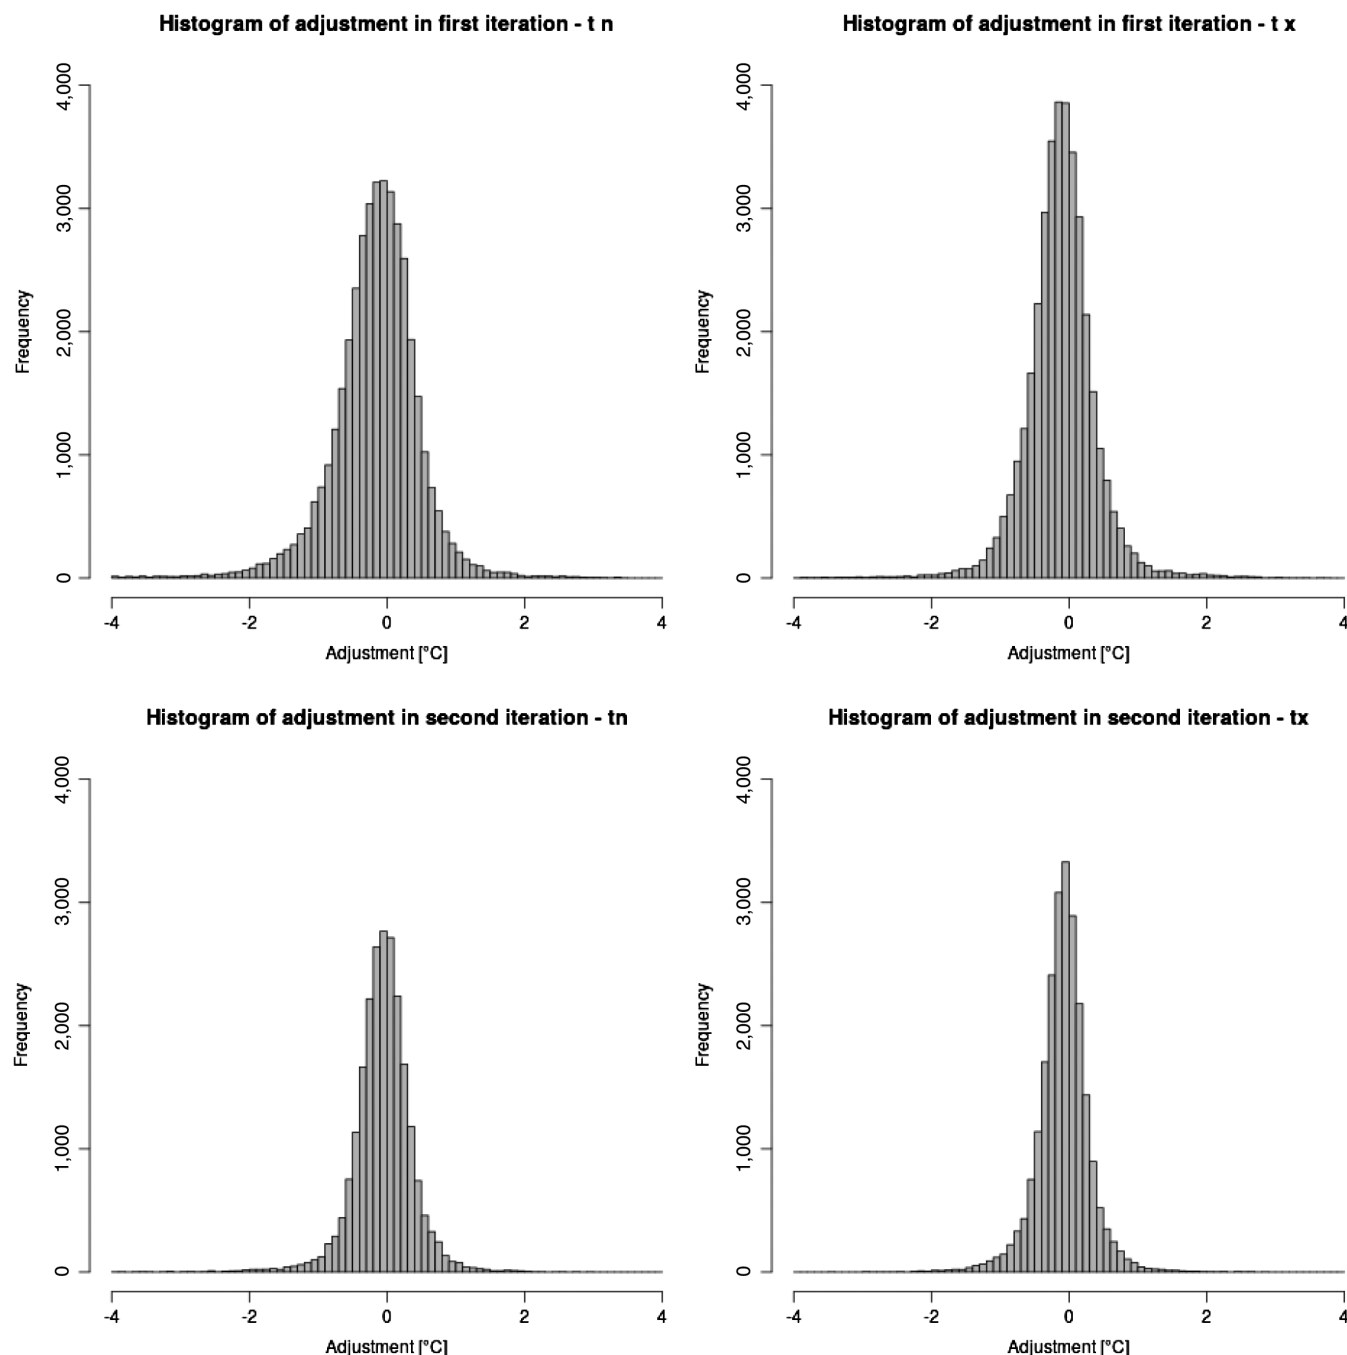 Histogram of adjustment in first iteration - t n
4,000
3,000
2,000
1,000
0
Frequency
-4 -2 0 2 4
Adjustment [°C]
Histogram of adjustment in first iteration - t x
4,000
3,000
2,000
1,000
0
Frequency
-4 -2 0 2 4
Adjustment [°C]
Histogram of adjustment in second iteration - tn
4,000
3,000
2,000
1,000
0
Frequency
-4 -2 0 2 4
Adjustment [°C]
Histogram of adjustment in second iteration - tx
4,000
3,000
2,000
1,000
0
Frequency
-4 -2 0 2 4
Adjustment [°C]